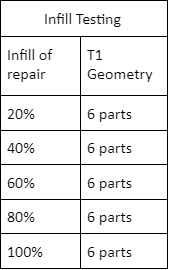 Infill Testing
Infill of T1
repair Geometry
20% 6 parts
40% 6 parts
60% 6 parts
80% 6 parts
100% 6 parts